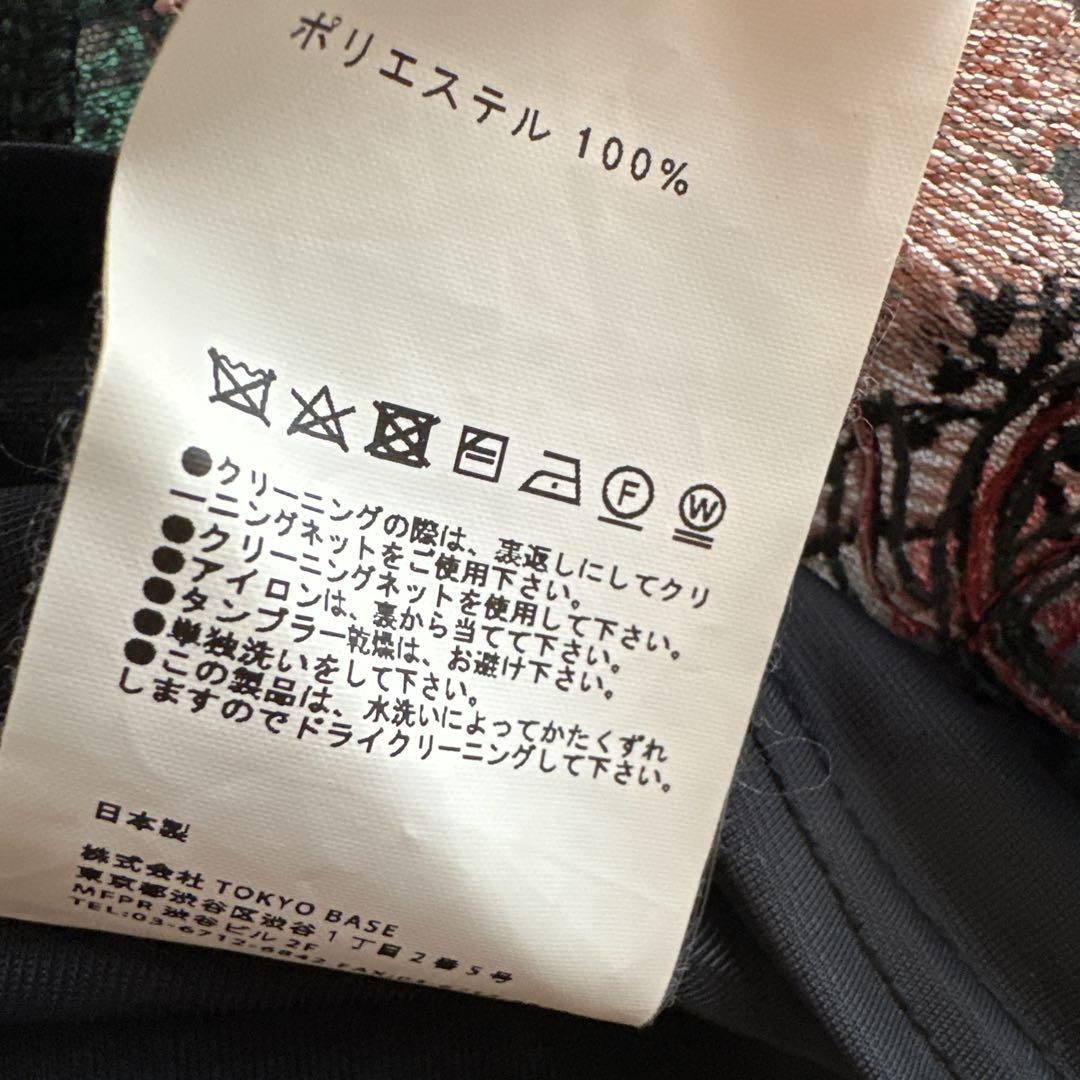 ポリエステル 100%
F W
●クリーニングの際は、裏返しにしてクリ
ーニングネットをご使用下さい。
●クリーニングネットを使用して下さい。
●アイロンは、裏から当てて下さい。
●タンブラー乾燥は、お避け下さい。
●単独洗いをして下さい。
●この製品は、水洗いによってかたくずれ
しますのでドライクリーニングして下さい。
日本製
株式会社 TOKYO BASE
東京都渋谷区渋谷1丁目2番5号
MFPR 渋谷ビル 2F
TEL:03-6712-6842 FAX: